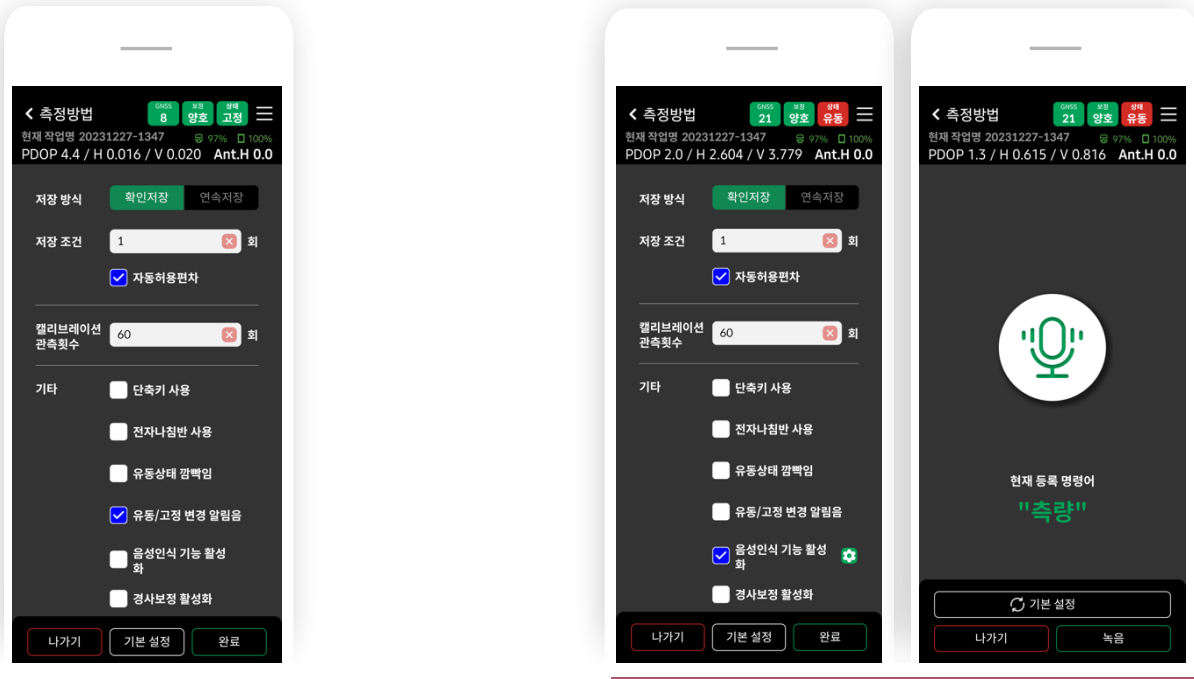 측정방법
GNSS 8
보정 양호
상태 고정
현재 작업명 20231227-1347 97% 100%
PDOP 4.4 / H 0.016 / V 0.020 Ant.H 0.0
저장 방식 확인저장 연속저장
저장 조건 1 회
자동허용편차
캘리브레이션
관측횟수 60 회
기타 단축키 사용
전자나침반 사용
유동상태 깜빡임
유동/고정 변경 알림음
음성인식 기능 활성
화
경사보정 활성화
나가기 기본 설정 완료
측정방법
GNSS 21
보정 양호
상태 유동
현재 작업명 20231227-1347 97% 100%
PDOP 2.0 / H 2.604 / V 3.779 Ant.H 0.0
저장 방식 확인저장 연속저장
저장 조건 1 회
자동허용편차
캘리브레이션
관측횟수 60 회
기타 단축키 사용
전자나침반 사용
유동상태 깜빡임
유동/고정 변경 알림음
음성인식 기능 활성
화
경사보정 활성화
나가기 기본 설정 완료
측정방법
GNSS 21
보정 양호
상태 유동
현재 작업명 20231227-1347 97% 100%
PDOP 1.3 / H 0.615 / V 0.816 Ant.H 0.0
현재 등록 명령어
"측량"
기본 설정
나가기 녹음